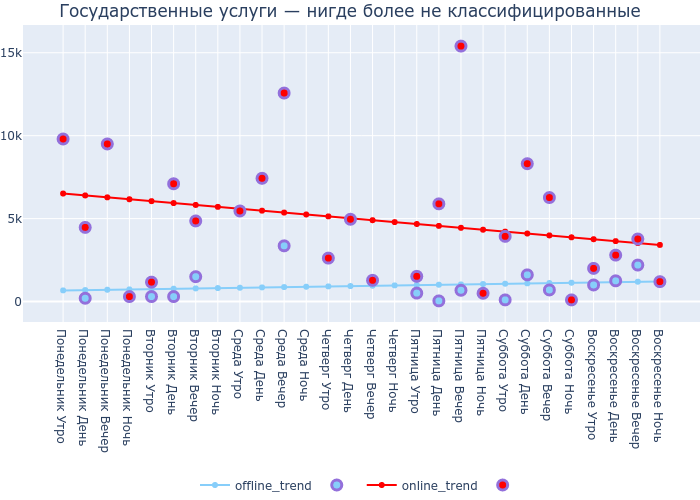 Государственные услуги — нигде более не классифицированные
15k
10k
5k
0
Понедельник Утро
Понедельник День
Понедельник Вечер
Понедельник Ночь
Вторник Утро
Вторник День
Вторник Вечер
Вторник Ночь
Среда Утро
Среда День
Среда Вечер
Среда Ночь
Четверг Утро
Четверг День
Четверг Вечер
Четверг Ночь
Пятница Утро
Пятница День
Пятница Вечер
Пятница Ночь
Суббота Утро
Суббота День
Суббота Вечер
Суббота Ночь
Воскресенье Утро
Воскресенье День
Воскресенье Вечер
Воскресенье Ночь
offline_trend
online_trend